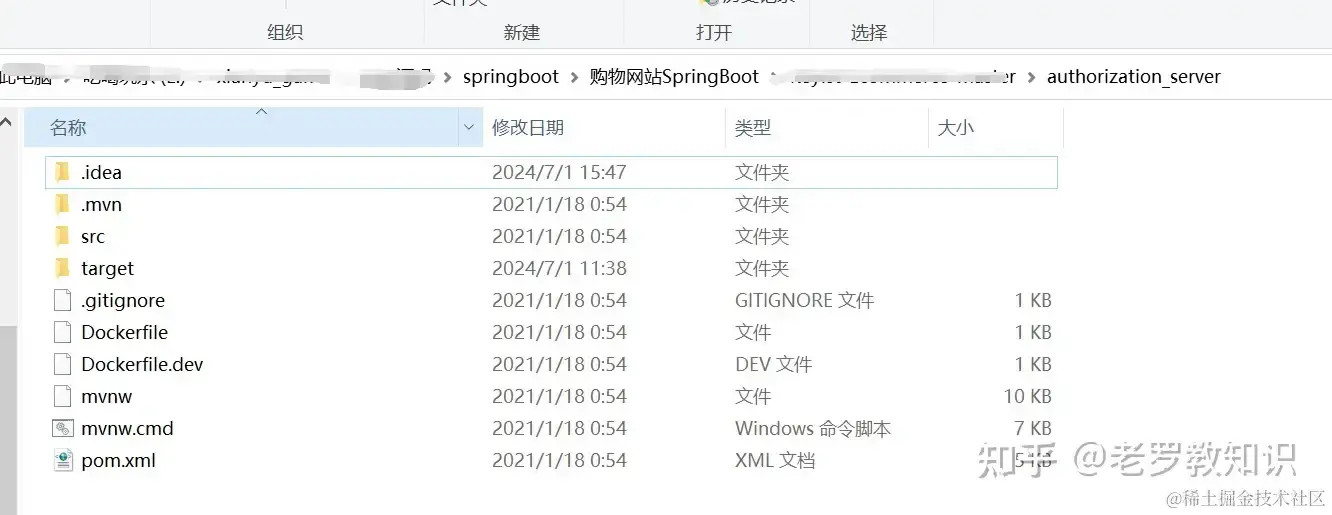 组织 新建 打开 选择
springboot › 购物网站SpringBoot › authorization_server
名称 修改日期 类型 大小
.idea 2024/7/1 15:47 文件夹
.mvn 2021/1/18 0:54 文件夹
src 2021/1/18 0:54 文件夹
target 2024/7/1 11:38 文件夹
.gitignore 2021/1/18 0:54 GITIGNORE 文件 1 KB
Dockerfile 2021/1/18 0:54 文件 1 KB
Dockerfile.dev 2021/1/18 0:54 DEV 文件 1 KB
mvnw 2021/1/18 0:54 文件 10 KB
mvnw.cmd 2021/1/18 0:54 Windows 命令脚本 7 KB
pom.xml 2021/1/18 0:54 XML 文档 5 KB
知乎 @老罗教知识
@稀土掘金技术社区